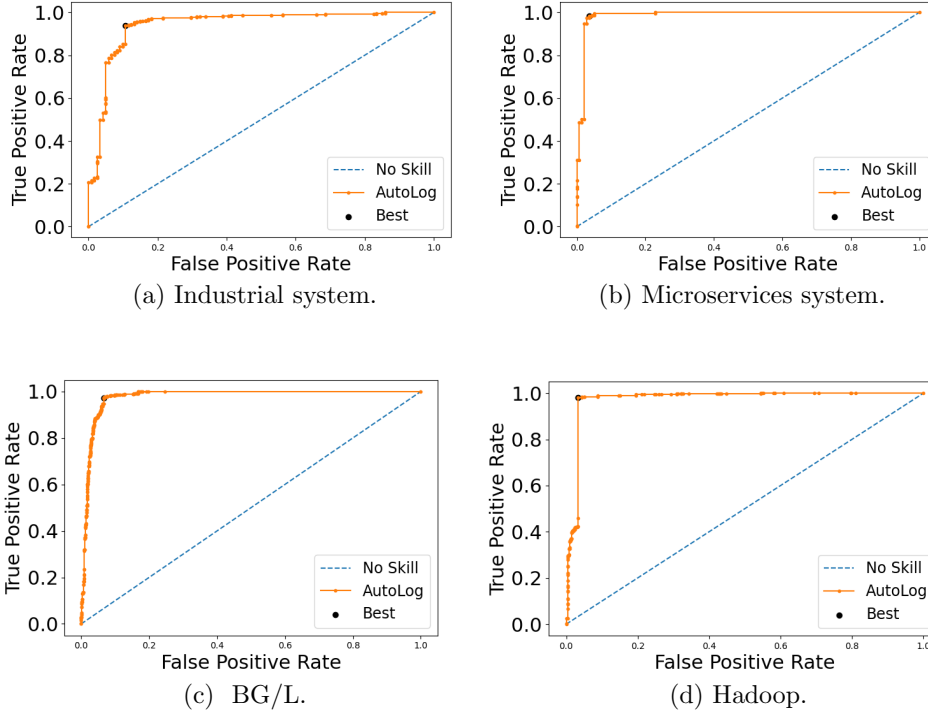 1.0
0.8
0.6
0.4
0.2
0.0
True Positive Rate
No Skill
AutoLog
Best
0.0 0.2 0.4 0.6 0.8 1.0
False Positive Rate
(a) Industrial system.
1.0
0.8
0.6
0.4
0.2
0.0
True Positive Rate
No Skill
AutoLog
Best
0.0 0.2 0.4 0.6 0.8 1.0
False Positive Rate
(b) Microservices system.
1.0
0.8
0.6
0.4
0.2
0.0
True Positive Rate
No Skill
AutoLog
Best
0.0 0.2 0.4 0.6 0.8 1.0
False Positive Rate
(c) BG/L.
1.0
0.8
0.6
0.4
0.2
0.0
True Positive Rate
No Skill
AutoLog
Best
0.0 0.2 0.4 0.6 0.8 1.0
False Positive Rate
(d) Hadoop.